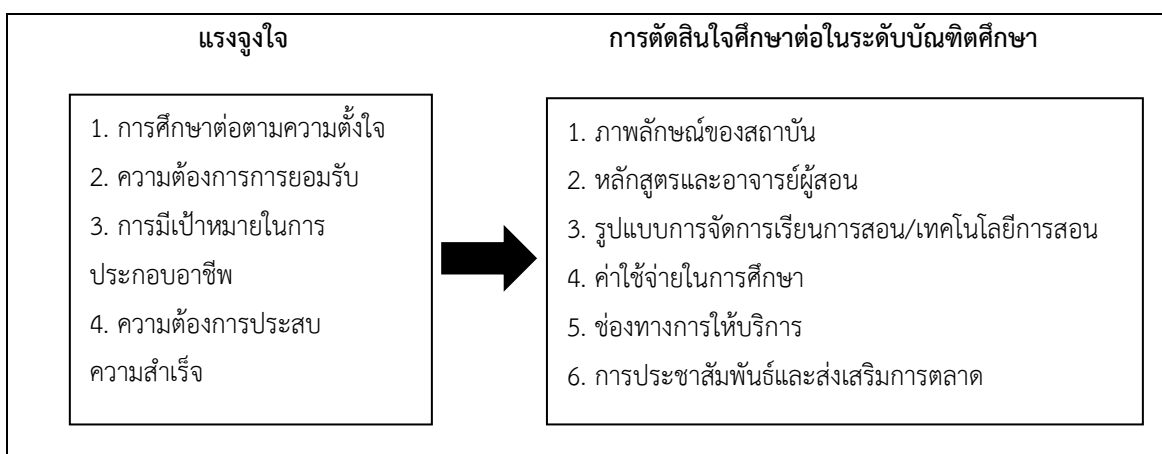 แรงจูงใจ
การตัดสินใจศึกษาต่อในระดับบัณฑิตศึกษา
1. การศึกษาต่อตามความตั้งใจ
2. ความต้องการการยอมรับ
3. การมีเป้าหมายในการ
ประกอบอาชีพ
4. ความต้องการประสบ
ความสำเร็จ
1. ภาพลักษณ์ของสถาบัน
2. หลักสูตรและอาจารย์ผู้สอน
3. รูปแบบการจัดการเรียนการสอน/เทคโนโลยีการสอน
4. ค่าใช้จ่ายในการศึกษา
5. ช่องทางการให้บริการ
6. การประชาสัมพันธ์และส่งเสริมการตลาด